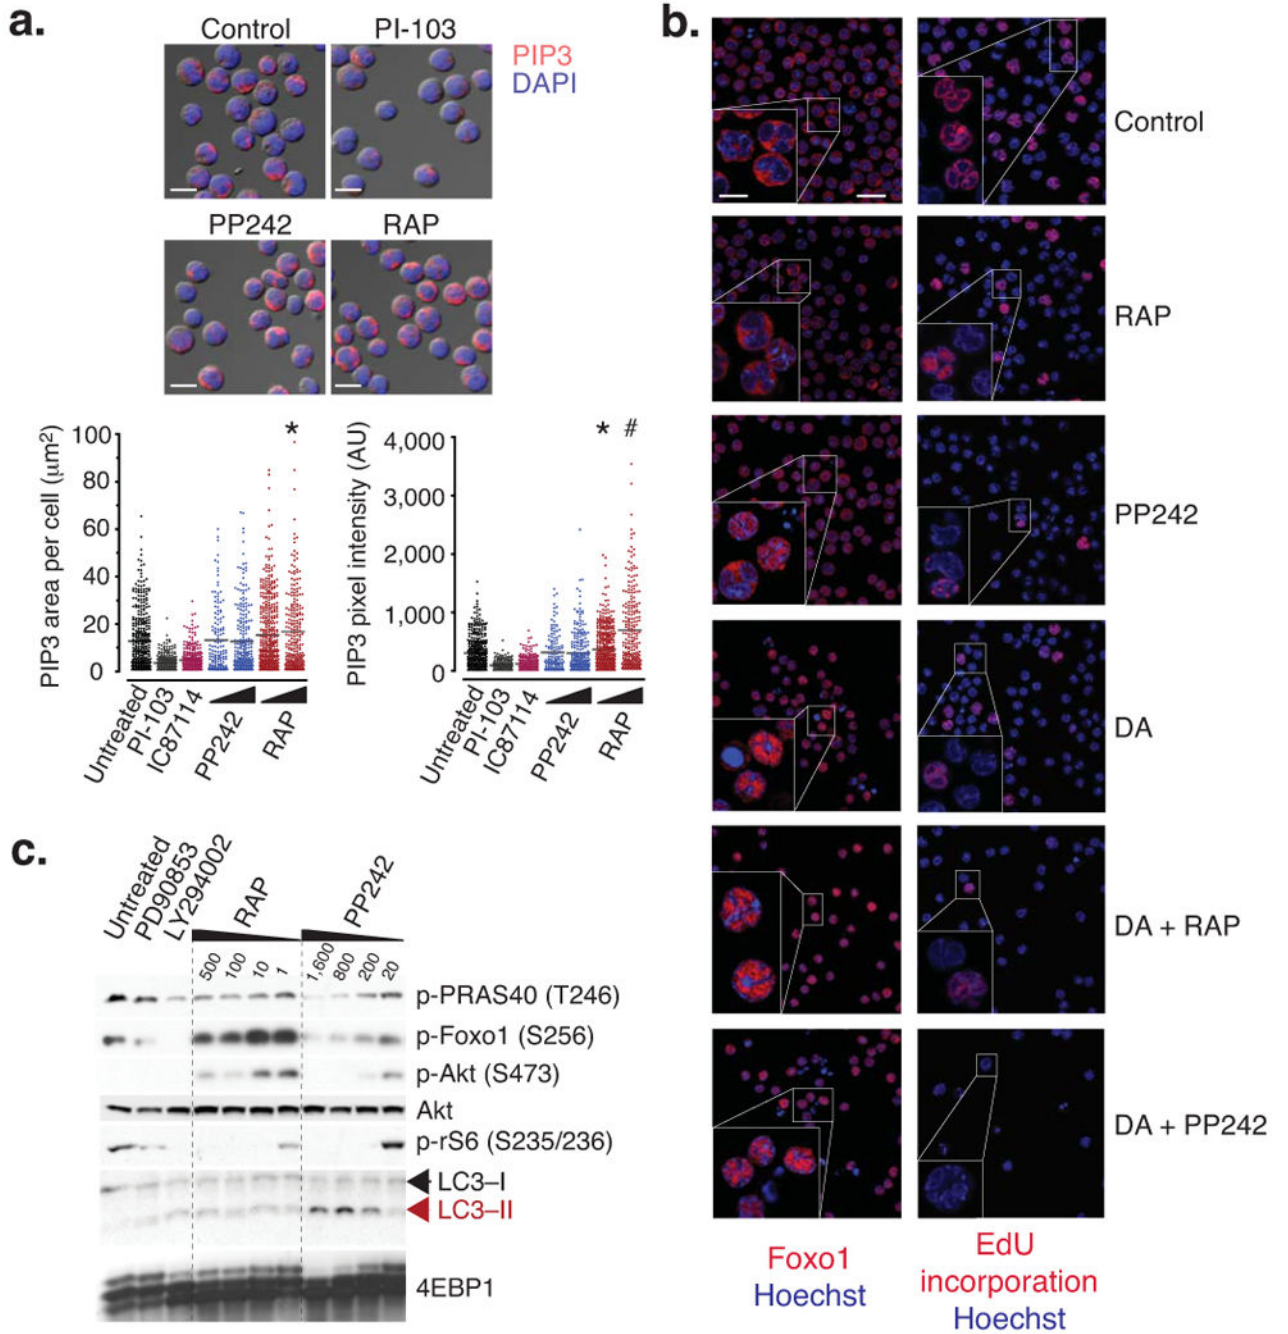 a.
Control
PI-103
PIP3
DAPI
PP242
RAP
PIP3 area per cell (μm2)
100
80
60
40
20
0
*
Untreated
PI-103
IC87114
PP242
RAP
PIP3 pixel intensity (AU)
4,000
3,000
2,000
1,000
0
* #
Untreated
PI-103
IC87114
PP242
RAP
b.
Control
RAP
PP242
DA
DA + RAP
DA + PP242
Foxo1
Hoechst
EdU
incorporation
Hoechst
c.
Untreated
PD90853
LY294002
RAP
PP242
500
100
10
1
1,600
800
200
20
p-PRAS40 (T246)
p-Foxo1 (S256)
p-Akt (S473)
Akt
p-rS6 (S235/236)
LC3–I
LC3–II
4EBP1